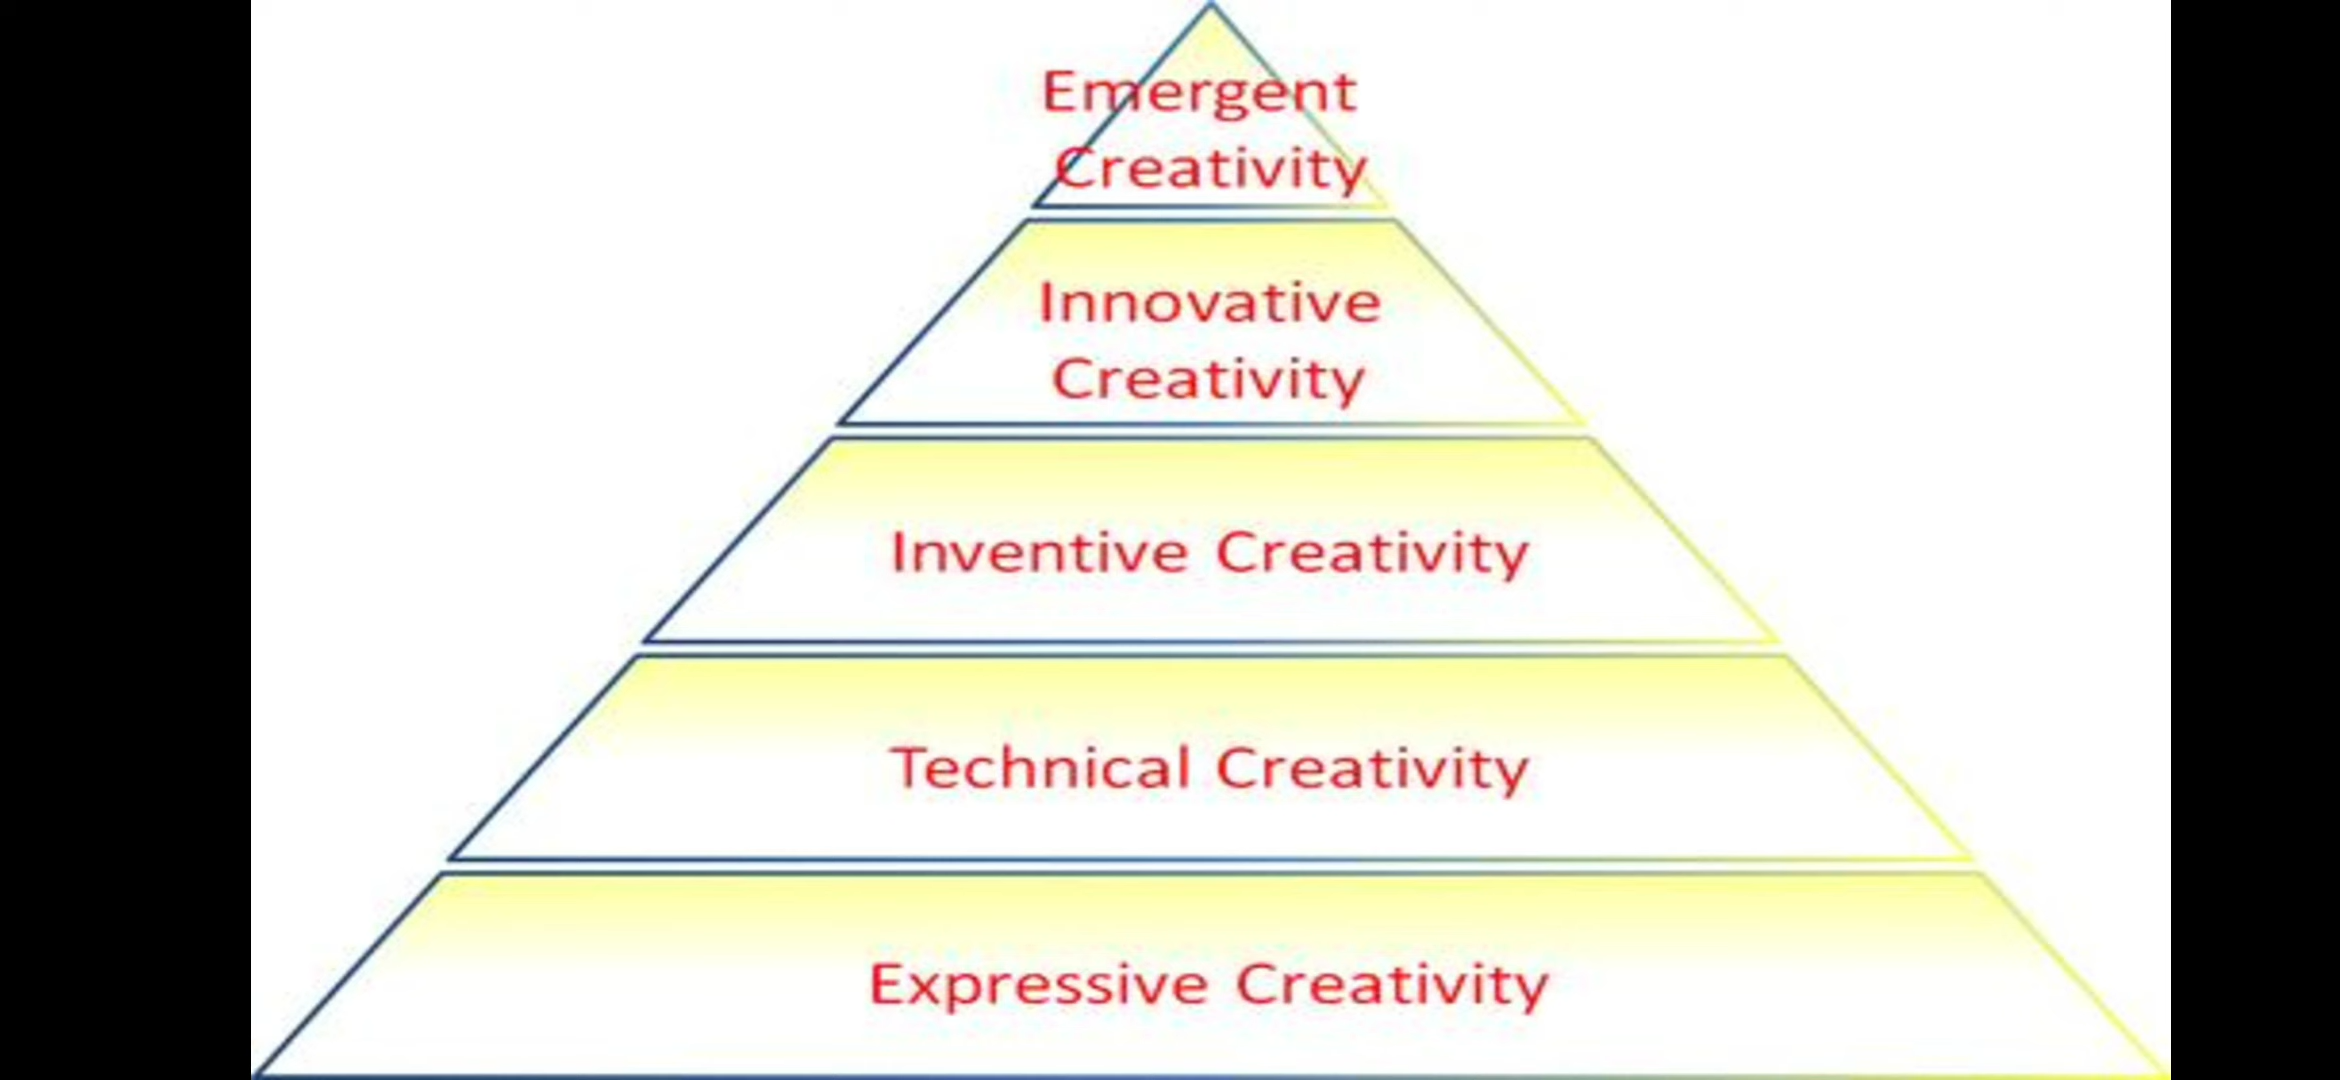 Emergent
Creativity
Innovative
Creativity
Inventive Creativity
Technical Creativity
Expressive Creativity